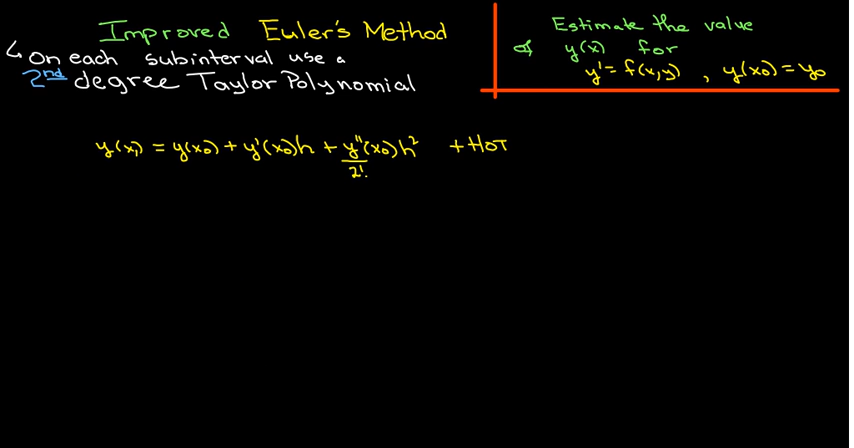 Improved Euler's Method
↳ On each subinterval use a
2nd degree Taylor Polynomial
Estimate the value
of y(x) for
y' = f(x,y) , y(x₀) = y₀
y(x₁) = y(x₀) + y'(x₀)h + y''(x₀)h²/2! + HOT